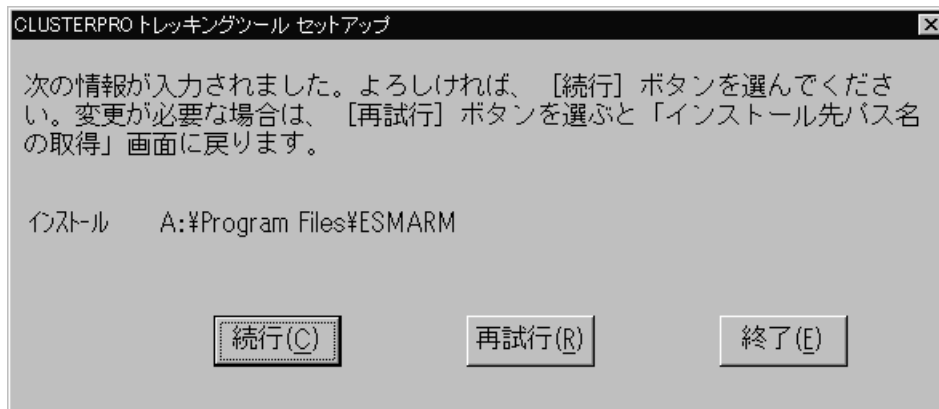 CLUSTERPRO トレッキングツール セットアップ
次の情報が入力されました。よろしければ、 [続行] ボタンを選んでくださ
い。変更が必要な場合は、 [再試行] ボタンを選ぶと「インストール先パス名
の取得」画面に戻ります。
インストール A:¥Program Files¥ESMARM
続行(C) 再試行(R) 終了(E)